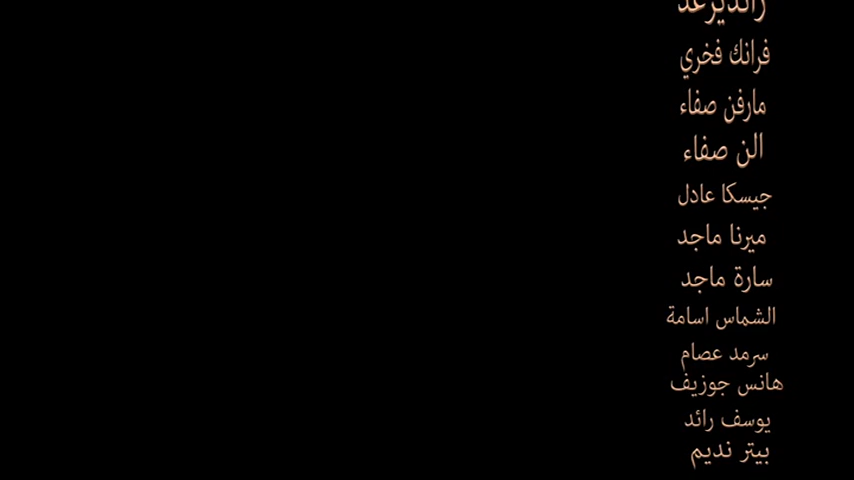 فرانك فخري
مارفن صفاء
الن صفاء
جيسكا عادل
ميرنا ماجد
سارة ماجد
الشماس اسامة
سرمد عصام
هانس جوزيف
يوسف رائد
بيتر نديم